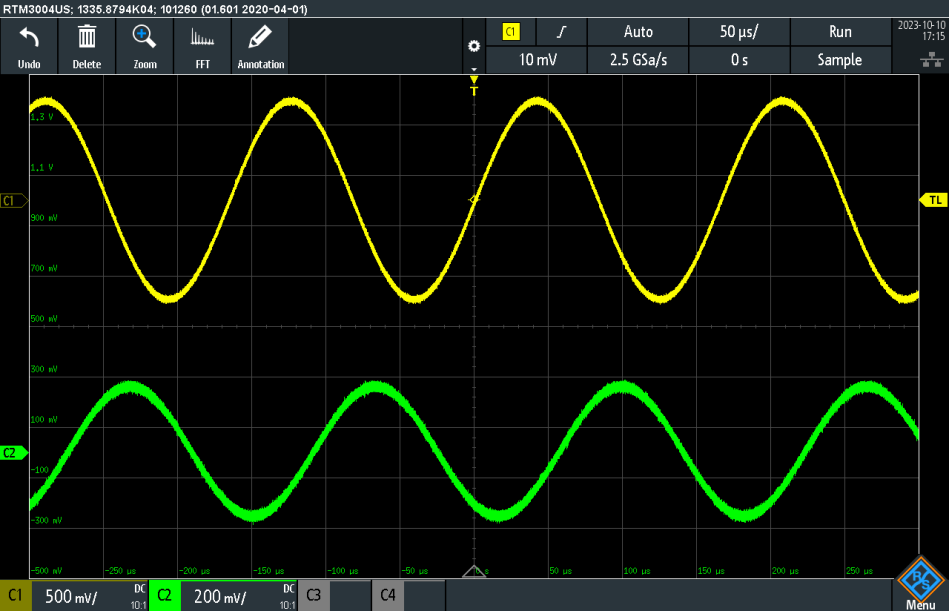 RTM3004US; 1335.8794K04; 101260 (01.601 2020-04-01)
Undo Delete Zoom FFT Annotation
C1 Auto 50 µs/ Run
10 mV 2.5 GSa/s 0 s Sample
2023-10-10
17:15
T
1.3 V
1.1 V
C1
TL
900 mV
700 mV
500 mV
300 mV
100 mV
C2
-100
-300 mV
-500 mV
-250 µs -200 µs -150 µs -100 µs -50 µs 0 s 50 µs 100 µs 150 µs 200 µs 250 µs
C1 500 mV/ DC 10:1 C2 200 mV/ DC 10:1 C3 C4
R&S
Menu